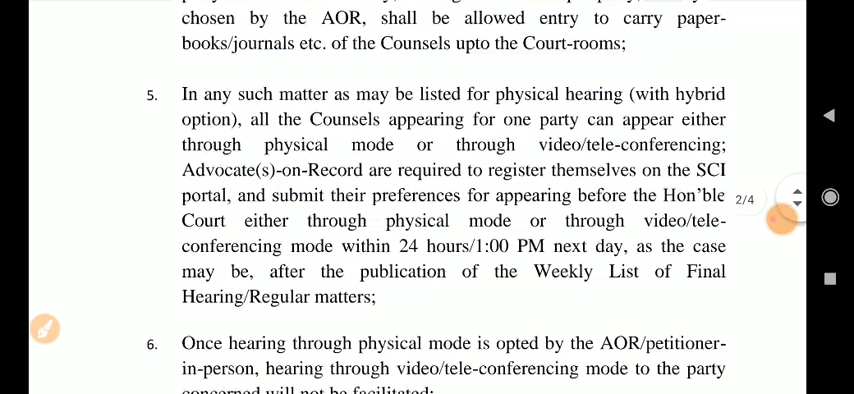 chosen by the AOR, shall be allowed entry to carry paper-
books/journals etc. of the Counsels upto the Court-rooms;
5. In any such matter as may be listed for physical hearing (with hybrid
option), all the Counsels appearing for one party can appear either
through physical mode or through video/tele-conferencing;
Advocate(s)-on-Record are required to register themselves on the SCI
portal, and submit their preferences for appearing before the Hon’ble
2/4
Court either through physical mode or through video/tele-
conferencing mode within 24 hours/1:00 PM next day, as the case
may be, after the publication of the Weekly List of Final
Hearing/Regular matters;
6. Once hearing through physical mode is opted by the AOR/petitioner-
in-person, hearing through video/tele-conferencing mode to the party
concerned will not be facilitated;